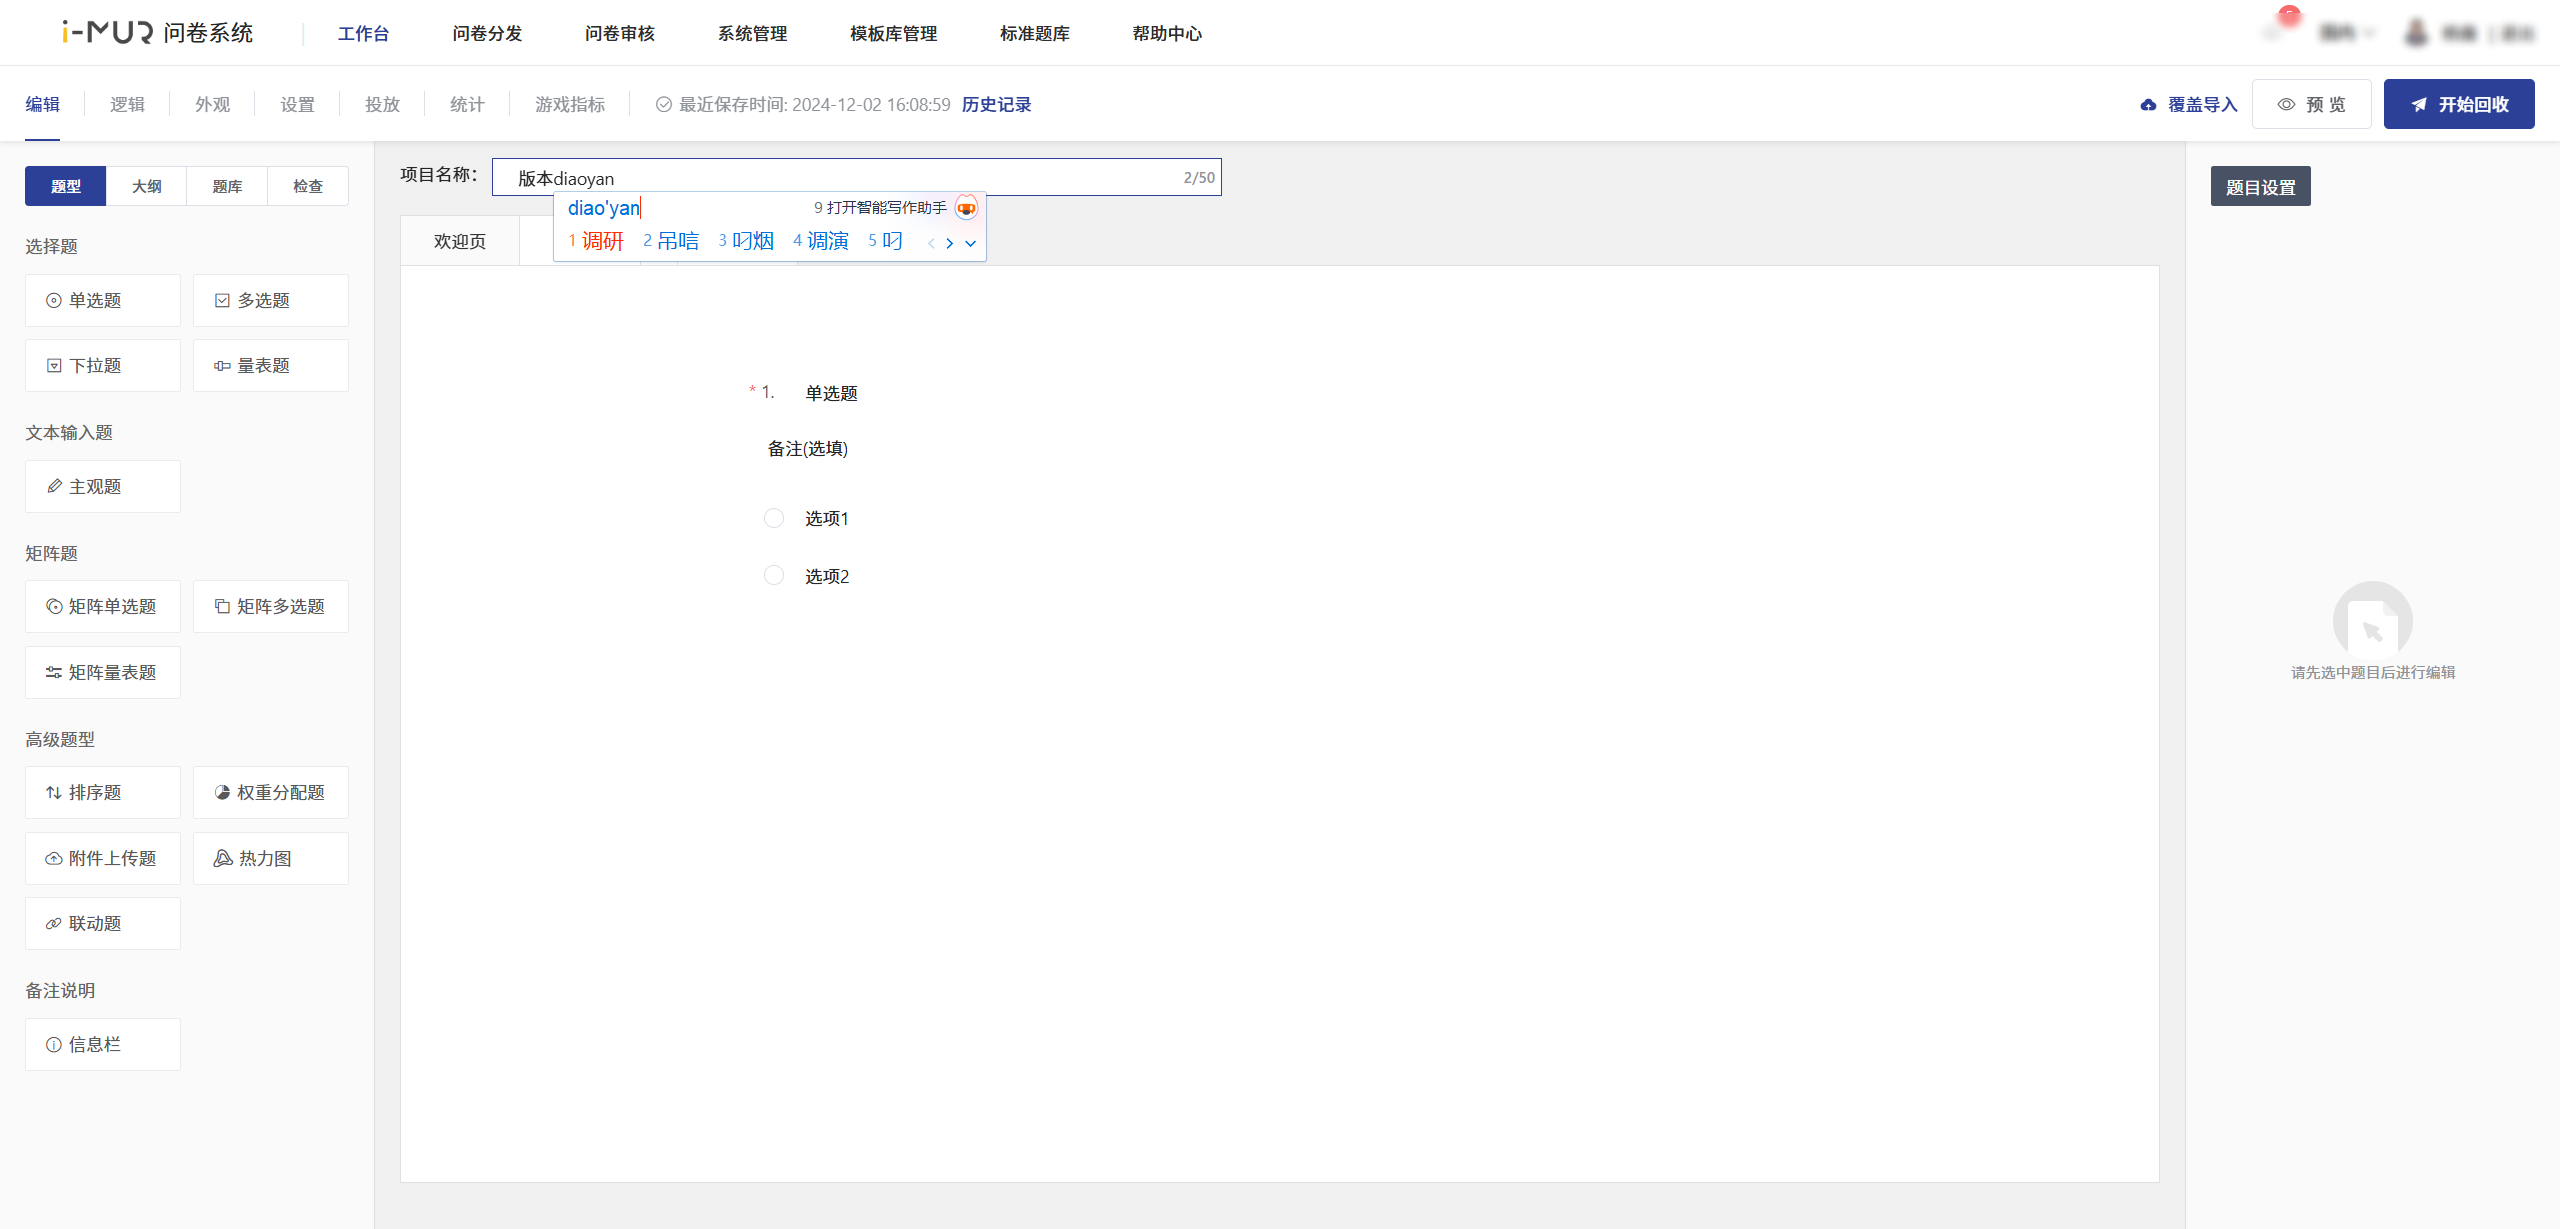 i-MUR 问卷系统
工作台 问卷分发 问卷审核 系统管理 模板库管理 标准题库 帮助中心
编辑 逻辑 外观 设置 投放 统计 游戏指标 最近保存时间: 2024-12-02 16:08:59 历史记录
覆盖导入 预 览 开始回收
题型 大纲 题库 检查
选择题
单选题 多选题
下拉题 量表题
文本输入题
主观题
矩阵题
矩阵单选题 矩阵多选题
矩阵量表题
高级题型
排序题 权重分配题
附件上传题 热力图
联动题
备注说明
信息栏
项目名称： 版本diaoyan 2/50
diao'yan 9 打开智能写作助手
1 调研 2 吊唁 3 叼烟 4 调演 5 叼
欢迎页
* 1. 单选题
备注(选填)
选项1
选项2
题目设置
请先选中题目后进行编辑